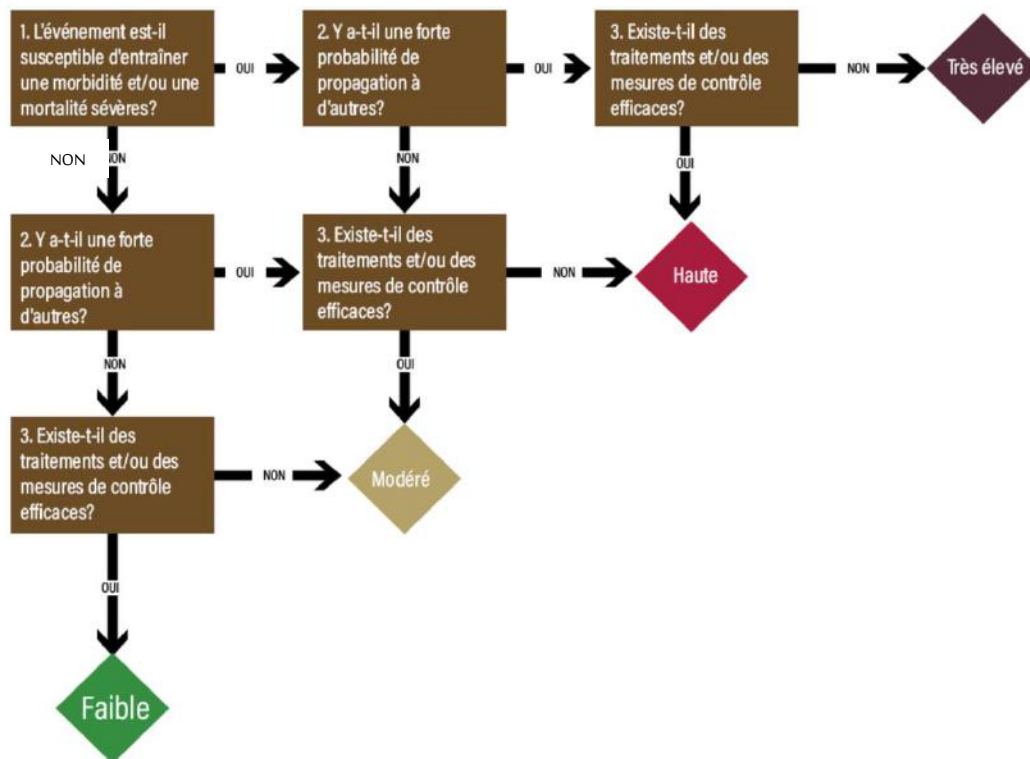 1. L'événement est-il
susceptible d'entraîner
une morbidité et/ou une
mortalité sévères?
OUI
2. Y a-t-il une forte
probabilité de
propagation à
d'autres?
OUI
3. Existe-t-il des
traitements et/ou des
mesures de contrôle
efficaces?
NON
Très élevé
NON
NON
NON
OUI
2. Y a-t-il une forte
probabilité de
propagation à
d'autres?
OUI
3. Existe-t-il des
traitements et/ou des
mesures de contrôle
efficaces?
NON
Haute
NON
OUI
3. Existe-t-il des
traitements et/ou des
mesures de contrôle
efficaces?
NON
Modéré
OUI
Faible